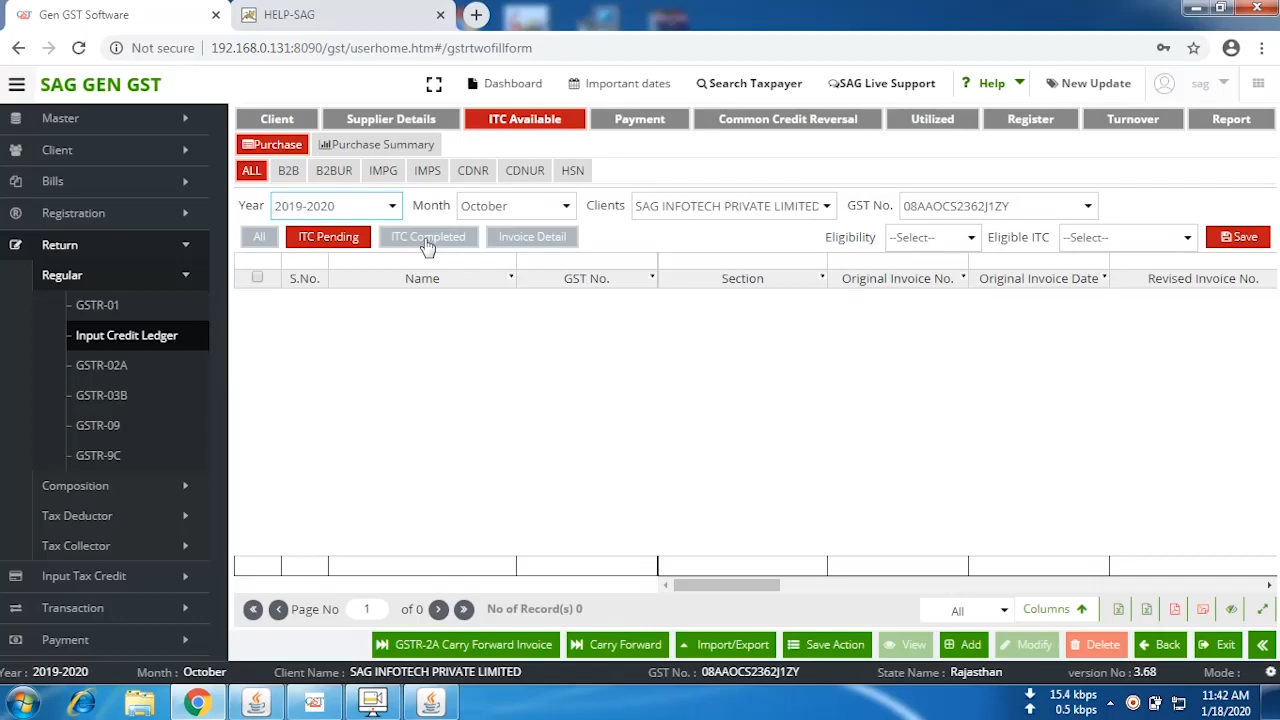 Gen GST Software
HELP-SAG
Not secure 192.168.0.131:8090/gst/userhome.htm#/gstrtwofillform
SAG GEN GST
Dashboard Important dates Search Taxpayer SAG Live Support ? Help New Update sag
Master
Client
Bills
Registration
Return
Regular
GSTR-01
Input Credit Ledger
GSTR-02A
GSTR-03B
GSTR-09
GSTR-9C
Composition
Tax Deductor
Tax Collector
Input Tax Credit
Transaction
Payment
Client Supplier Details ITC Available Payment Common Credit Reversal Utilized Register Turnover Report
Purchase Purchase Summary
ALL B2B B2BUR IMPG IMPS CDNR CDNUR HSN
Year 2019-2020 Month October Clients SAG INFOTECH PRIVATE LIMITED GST No. 08AAOCS2362J1ZY
All ITC Pending ITC Completed Invoice Detail Eligibility --Select-- Eligible ITC --Select-- Save
S.No. Name GST No. Section Original Invoice No. Original Invoice Date Revised Invoice No.
Page No 1 of 0 No of Record(s) 0 All Columns
GSTR-2A Carry Forward Invoice Carry Forward Import/Export Save Action View Add Modify Delete Back Exit
Year : 2019-2020 Month : October Client Name : SAG INFOTECH PRIVATE LIMITED GST No. : 08AAOCS2362J1ZY State Name : Rajasthan version No : 3.68 Mode :
15.4 kbps
0.5 kbps
11:42 AM
1/18/2020